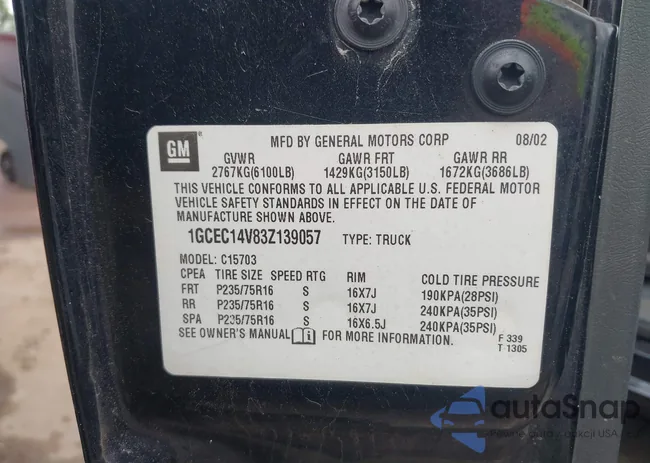 GM
MFD BY GENERAL MOTORS CORP 08/02
GVWR GAWR FRT GAWR RR
2767KG(6100LB) 1429KG(3150LB) 1672KG(3686LB)
THIS VEHICLE CONFORMS TO ALL APPLICABLE U.S. FEDERAL MOTOR
VEHICLE SAFETY STANDARDS IN EFFECT ON THE DATE OF
MANUFACTURE SHOWN ABOVE.
1GCEC14V83Z139057 TYPE: TRUCK
MODEL: C15703
CPEA TIRE SIZE SPEED RTG RIM COLD TIRE PRESSURE
FRT P235/75R16 S 16X7J 190KPA(28PSI)
RR P235/75R16 S 16X7J 240KPA(35PSI)
SPA P235/75R16 S 16X6.5J 240KPA(35PSI)
SEE OWNER'S MANUAL FOR MORE INFORMATION.
F 339
T 1305
autaSnap